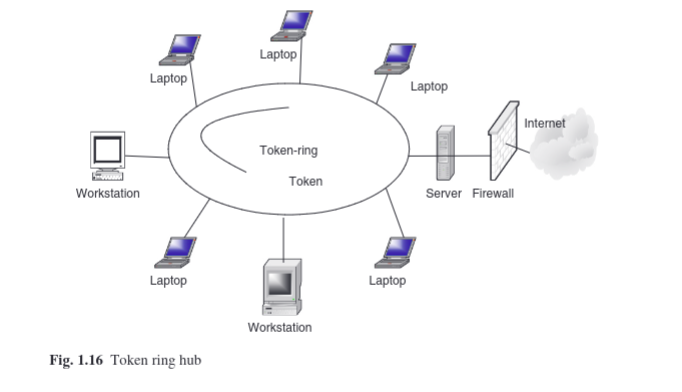 Laptop
Laptop
Laptop
Internet
Token-ring
Token
Workstation
Server
Firewall
Laptop
Laptop
Workstation
Fig. 1.16 Token ring hub